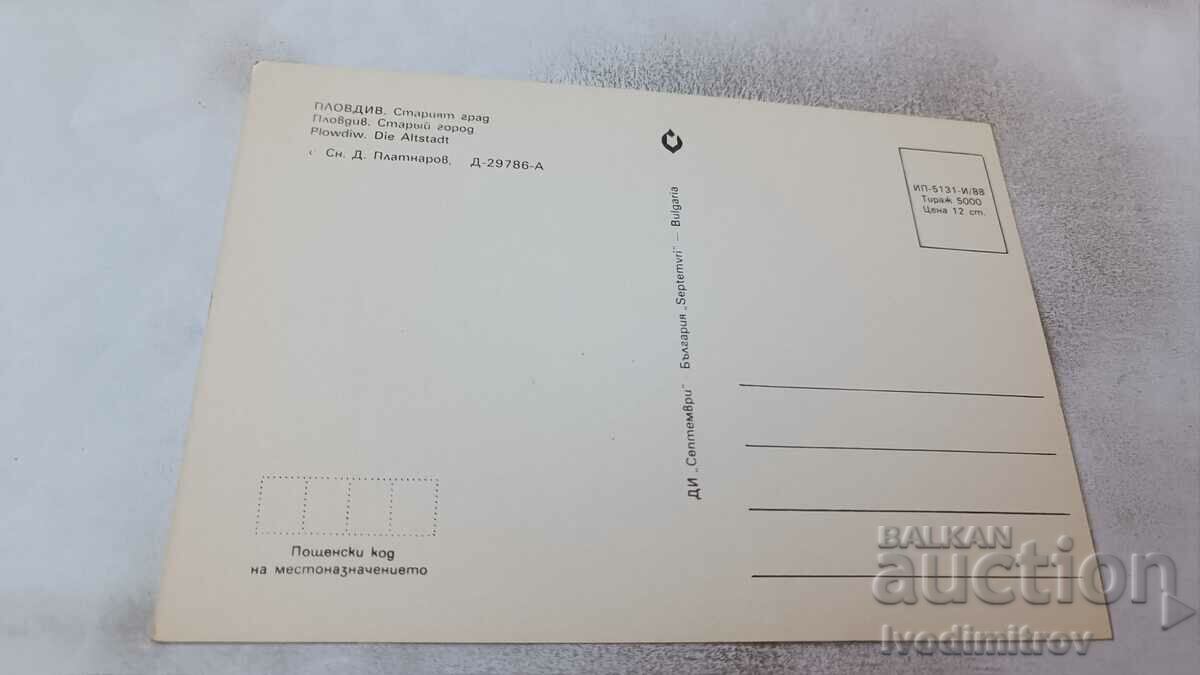 ПЛОВДИВ. Старият град
Пловдив. Старый город
Plowdiw. Die Altstadt
Сн. Д. Платнаров, Д-29786-А
ИП-5131-И/88
Тираж 5000
Цена 12 ст.
ДИ „Септември" България „Septemvri" — Bulgaria
Пощенски код
на местоназначението
BALKAN
auction
Ivodimitrov